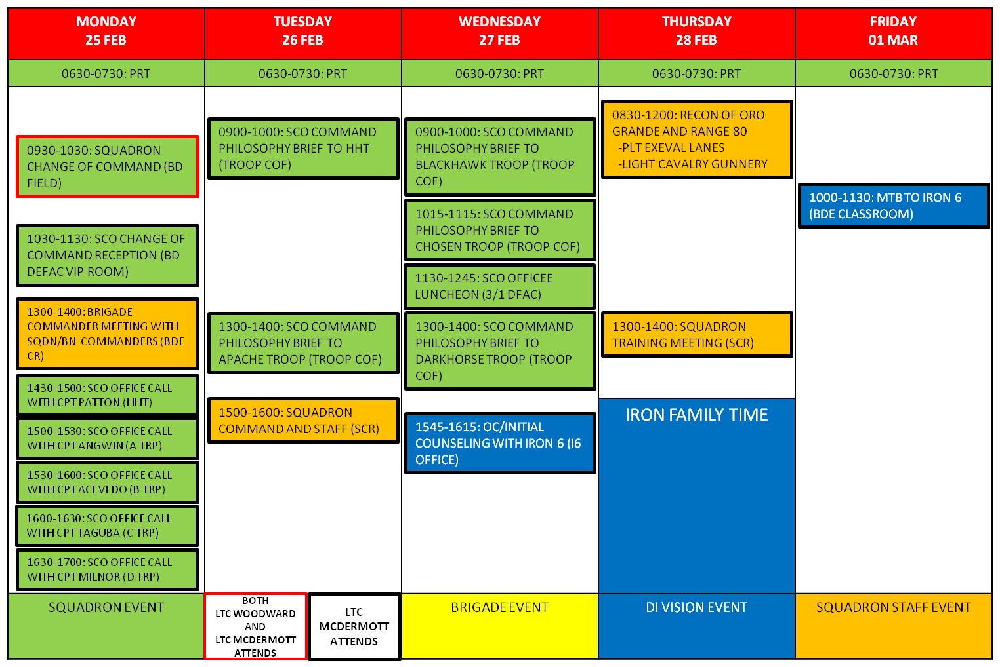 MONDAY
25 FEB
TUESDAY
26 FEB
WEDNESDAY
27 FEB
THURSDAY
28 FEB
FRIDAY
01 MAR
0630-0730: PRT
0630-0730: PRT
0630-0730: PRT
0630-0730: PRT
0630-0730: PRT
0930-1030: SQUADRON
CHANGE OF COMMAND (BD
FIELD)
1030-1130: SCO CHANGE OF
COMMAND RECEPTION (BD
DEFAC VIP ROOM)
1300-1400: BRIGADE
COMMANDER MEETING WITH
SQDN/BN COMMANDERS (BDE
CR)
1430-1500: SCO OFFICE CALL
WITH CPT PATTON (HHT)
1500-1530: SCO OFFICE CALL
WITH CPT ANGWIN (A TRP)
1530-1600: SCO OFFICE CALL
WITH CPT ACEVEDO (B TRP)
1600-1630: SCO OFFICE CALL
WITH CPT TAGUBA (C TRP)
1630-1700: SCO OFFICE CALL
WITH CPT MILNOR (D TRP)
0900-1000: SCO COMMAND
PHILOSOPHY BRIEF TO HHT
(TROOP COF)
1300-1400: SCO COMMAND
PHILOSOPHY BRIEF TO
APACHE TROOP (TROOP COF)
1500-1600: SQUADRON
COMMAND AND STAFF (SCR)
0900-1000: SCO COMMAND
PHILOSOPHY BRIEF TO
BLACKHAWK TROOP (TROOP
COF)
1015-1115: SCO COMMAND
PHILOSOPHY BRIEF TO
CHOSEN TROOP (TROOP COF)
1130-1245: SCO OFFICEE
LUNCHEON (3/1 DFAC)
1300-1400: SCO COMMAND
PHILOSOPHY BRIEF TO
DARKHORSE TROOP (TROOP
COF)
1545-1615: OC/INITIAL
COUNSELING WITH IRON 6 (I6
OFFICE)
0830-1200: RECON OF ORO
GRANDE AND RANGE 80
-PLT EXEVAL LANES
-LIGHT CAVALRY GUNNERY
1300-1400: SQUADRON
TRAINING MEETING (SCR)
IRON FAMILY TIME
1000-1130: MTB TO IRON 6
(BDE CLASSROOM)
SQUADRON EVENT
BOTH
LTC WOODWARD
AND
LTC MCDERMOTT
ATTENDS
LTC
MCDERMOTT
ATTENDS
BRIGADE EVENT
DIVISION EVENT
SQUADRON STAFF EVENT